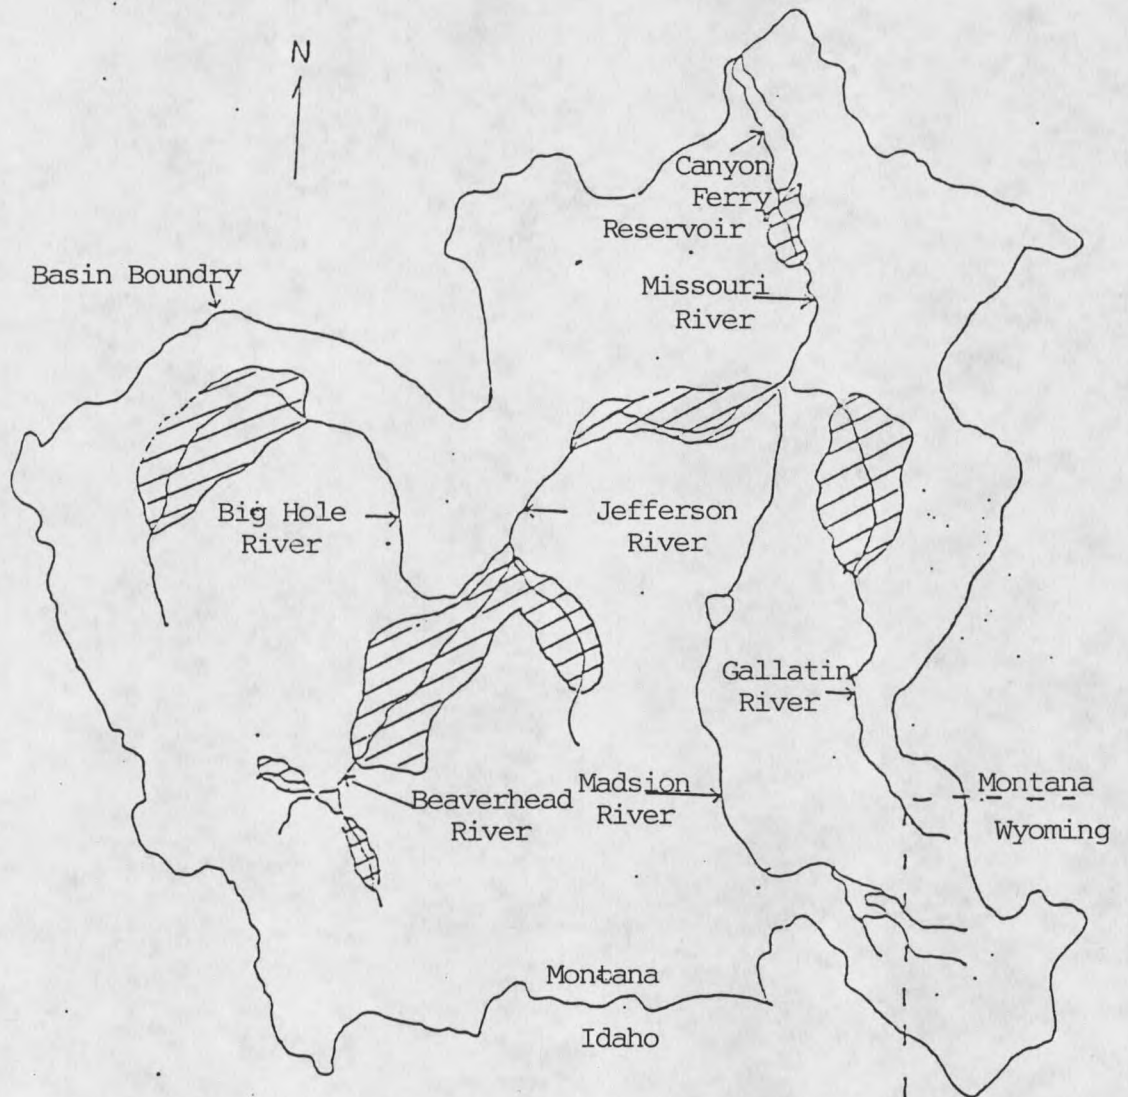 N
Canyon
Ferry
Reservoir
Basin Boundry
Missouri
River
Big Hole
River
Jefferson
River
Gallatin
River
Beaverhead
River
Madsion
River
Montana
Wyoming
Montana
Idaho